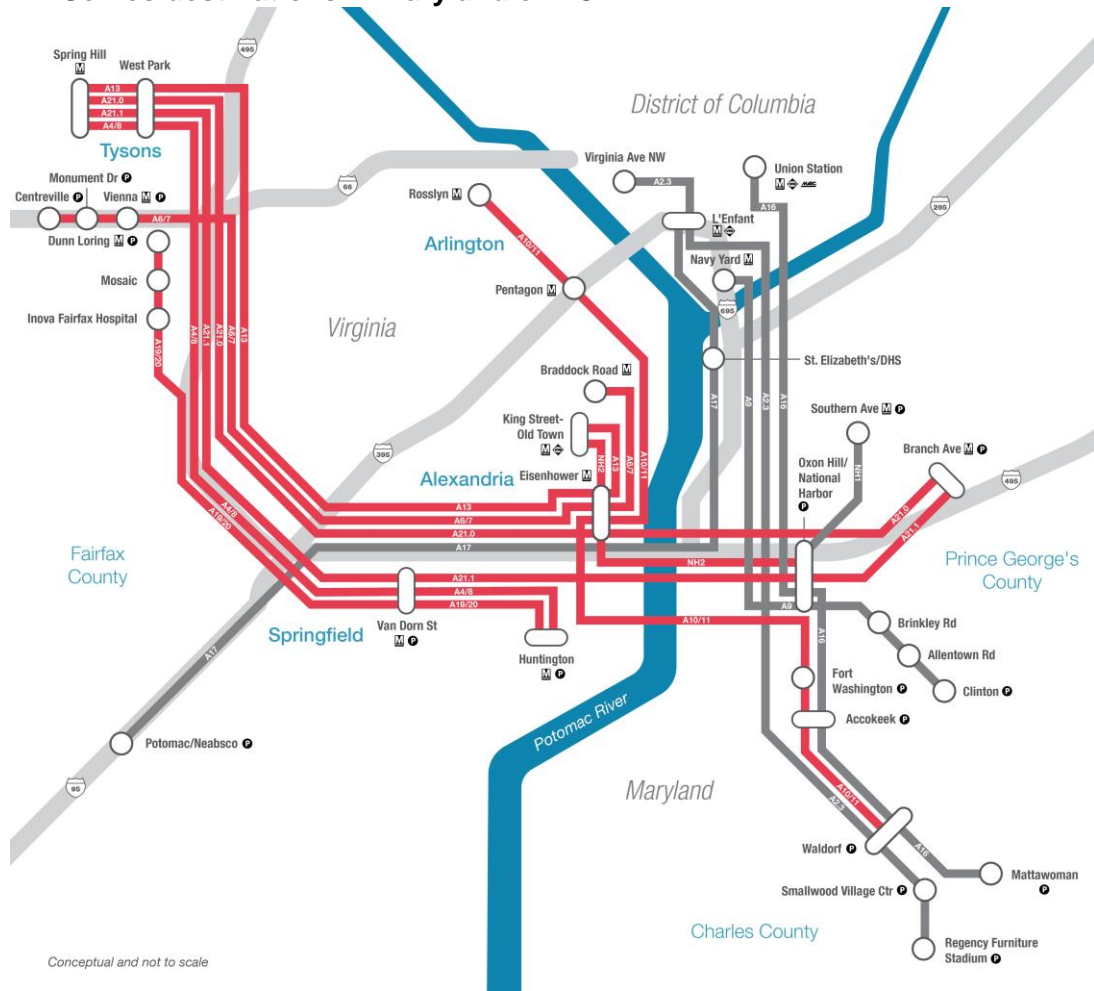 495
Spring Hill
M
West Park
A13
A21.0
A21.1
A4/8
Tysons
District of Columbia
Virginia Ave NW
A2.3
Union Station
M
A16
Monument Dr P
Centreville P
Vienna M P
A6/7
Dunn Loring M P
66
Rosslyn M
Arlington
A10/11
L'Enfant
M
295
Navy Yard M
Mosaic
Pentagon M
695
Inova Fairfax Hospital
Virginia
A4/8
A21.1
A21.0
A6/7
A13
A19/20
St. Elizabeth's/DHS
Braddock Road M
A17
A9
A2.3
A16
Southern Ave M P
King Street-
Old Town
M
395
NH2
A13
A6/7
A10/11
Oxon Hill/
National
Harbor
P
NH1
Branch Ave M P
Alexandria
Eisenhower M
495
A13
A6/7
A21.0
A21.0
A21.1
A4/8
A19/20
A17
Fairfax
County
NH2
Prince George's
County
A21.1
A4/8
A19/20
A9
Springfield
Van Dorn St
M P
A10/11
A16
Brinkley Rd
Huntington
M P
Allentown Rd
A17
Fort
Washington P
Clinton P
Accokeek P
Potomac/Neabsco P
Potomac River
95
Maryland
A10/11
A2.3
A16
Waldorf P
Mattawoman
P
Smallwood Village Ctr P
Charles County
Regency Furniture
Stadium P
Conceptual and not to scale